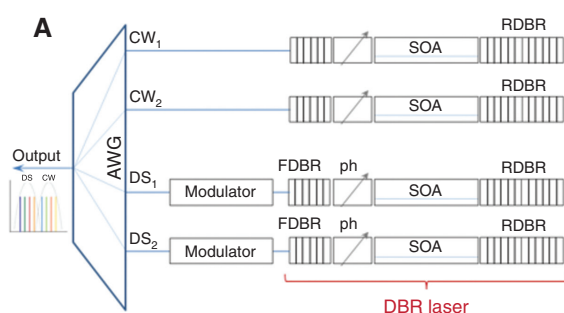 A
CW1
SOA
RDBR
CW2
SOA
RDBR
AWG
Output
DS CW
DS1
Modulator
FDBR
ph
SOA
RDBR
DS2
Modulator
FDBR
ph
SOA
RDBR
DBR laser